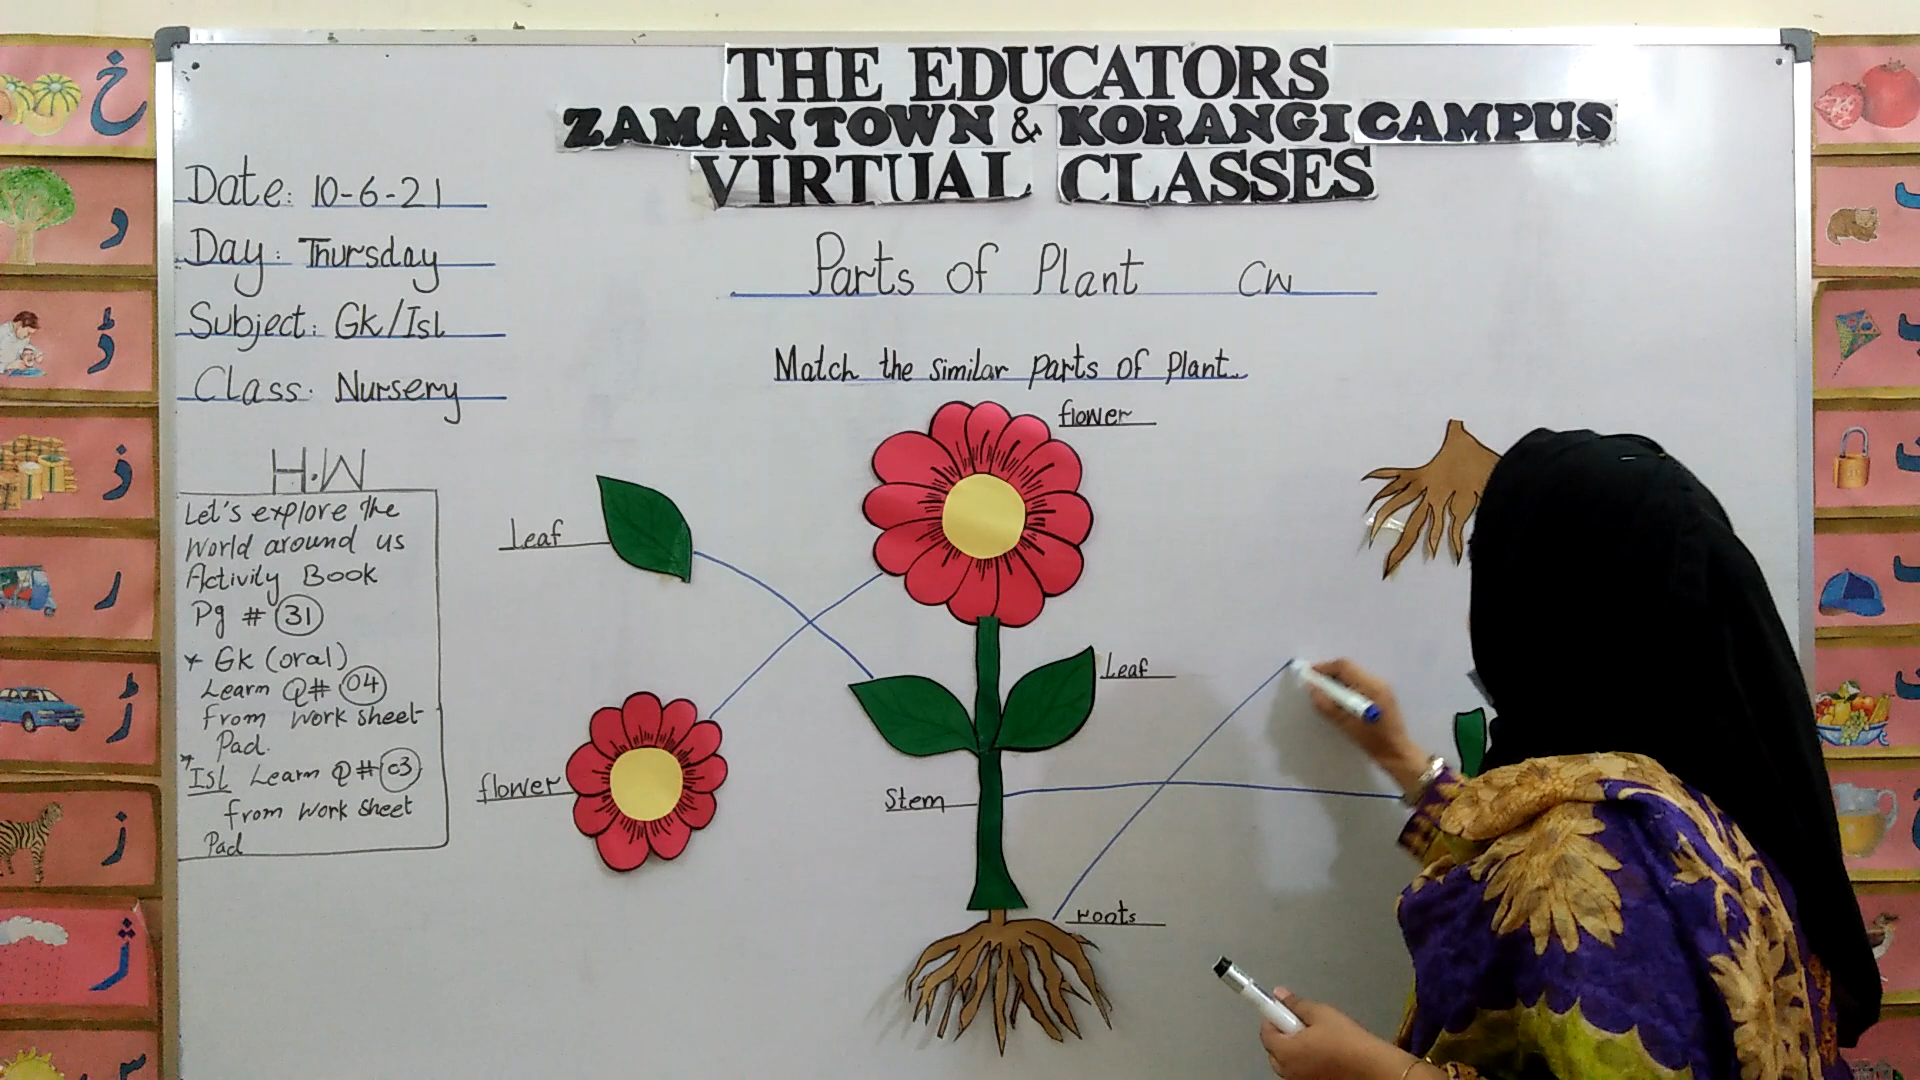 THE EDUCATORS
ZAMAN TOWN & KORANGI CAMPUS
VIRTUAL CLASSES
Date: 10-6-21
Day: Thursday
Subject: Gk/Isl
Class: Nursery
Parts of Plant CW
Match the similar parts of Plant.
H.W
Let's explore the
World around us
Activity Book
Pg # 31
* Gk (oral)
Learn Q# 04
from work sheet
Pad.
* Isl Learn Q# 03
from work sheet
Pad
flower
Leaf
Leaf
flower
Stem
roots
خ
د
ڈ
ذ
ر
ڑ
ز
ژ